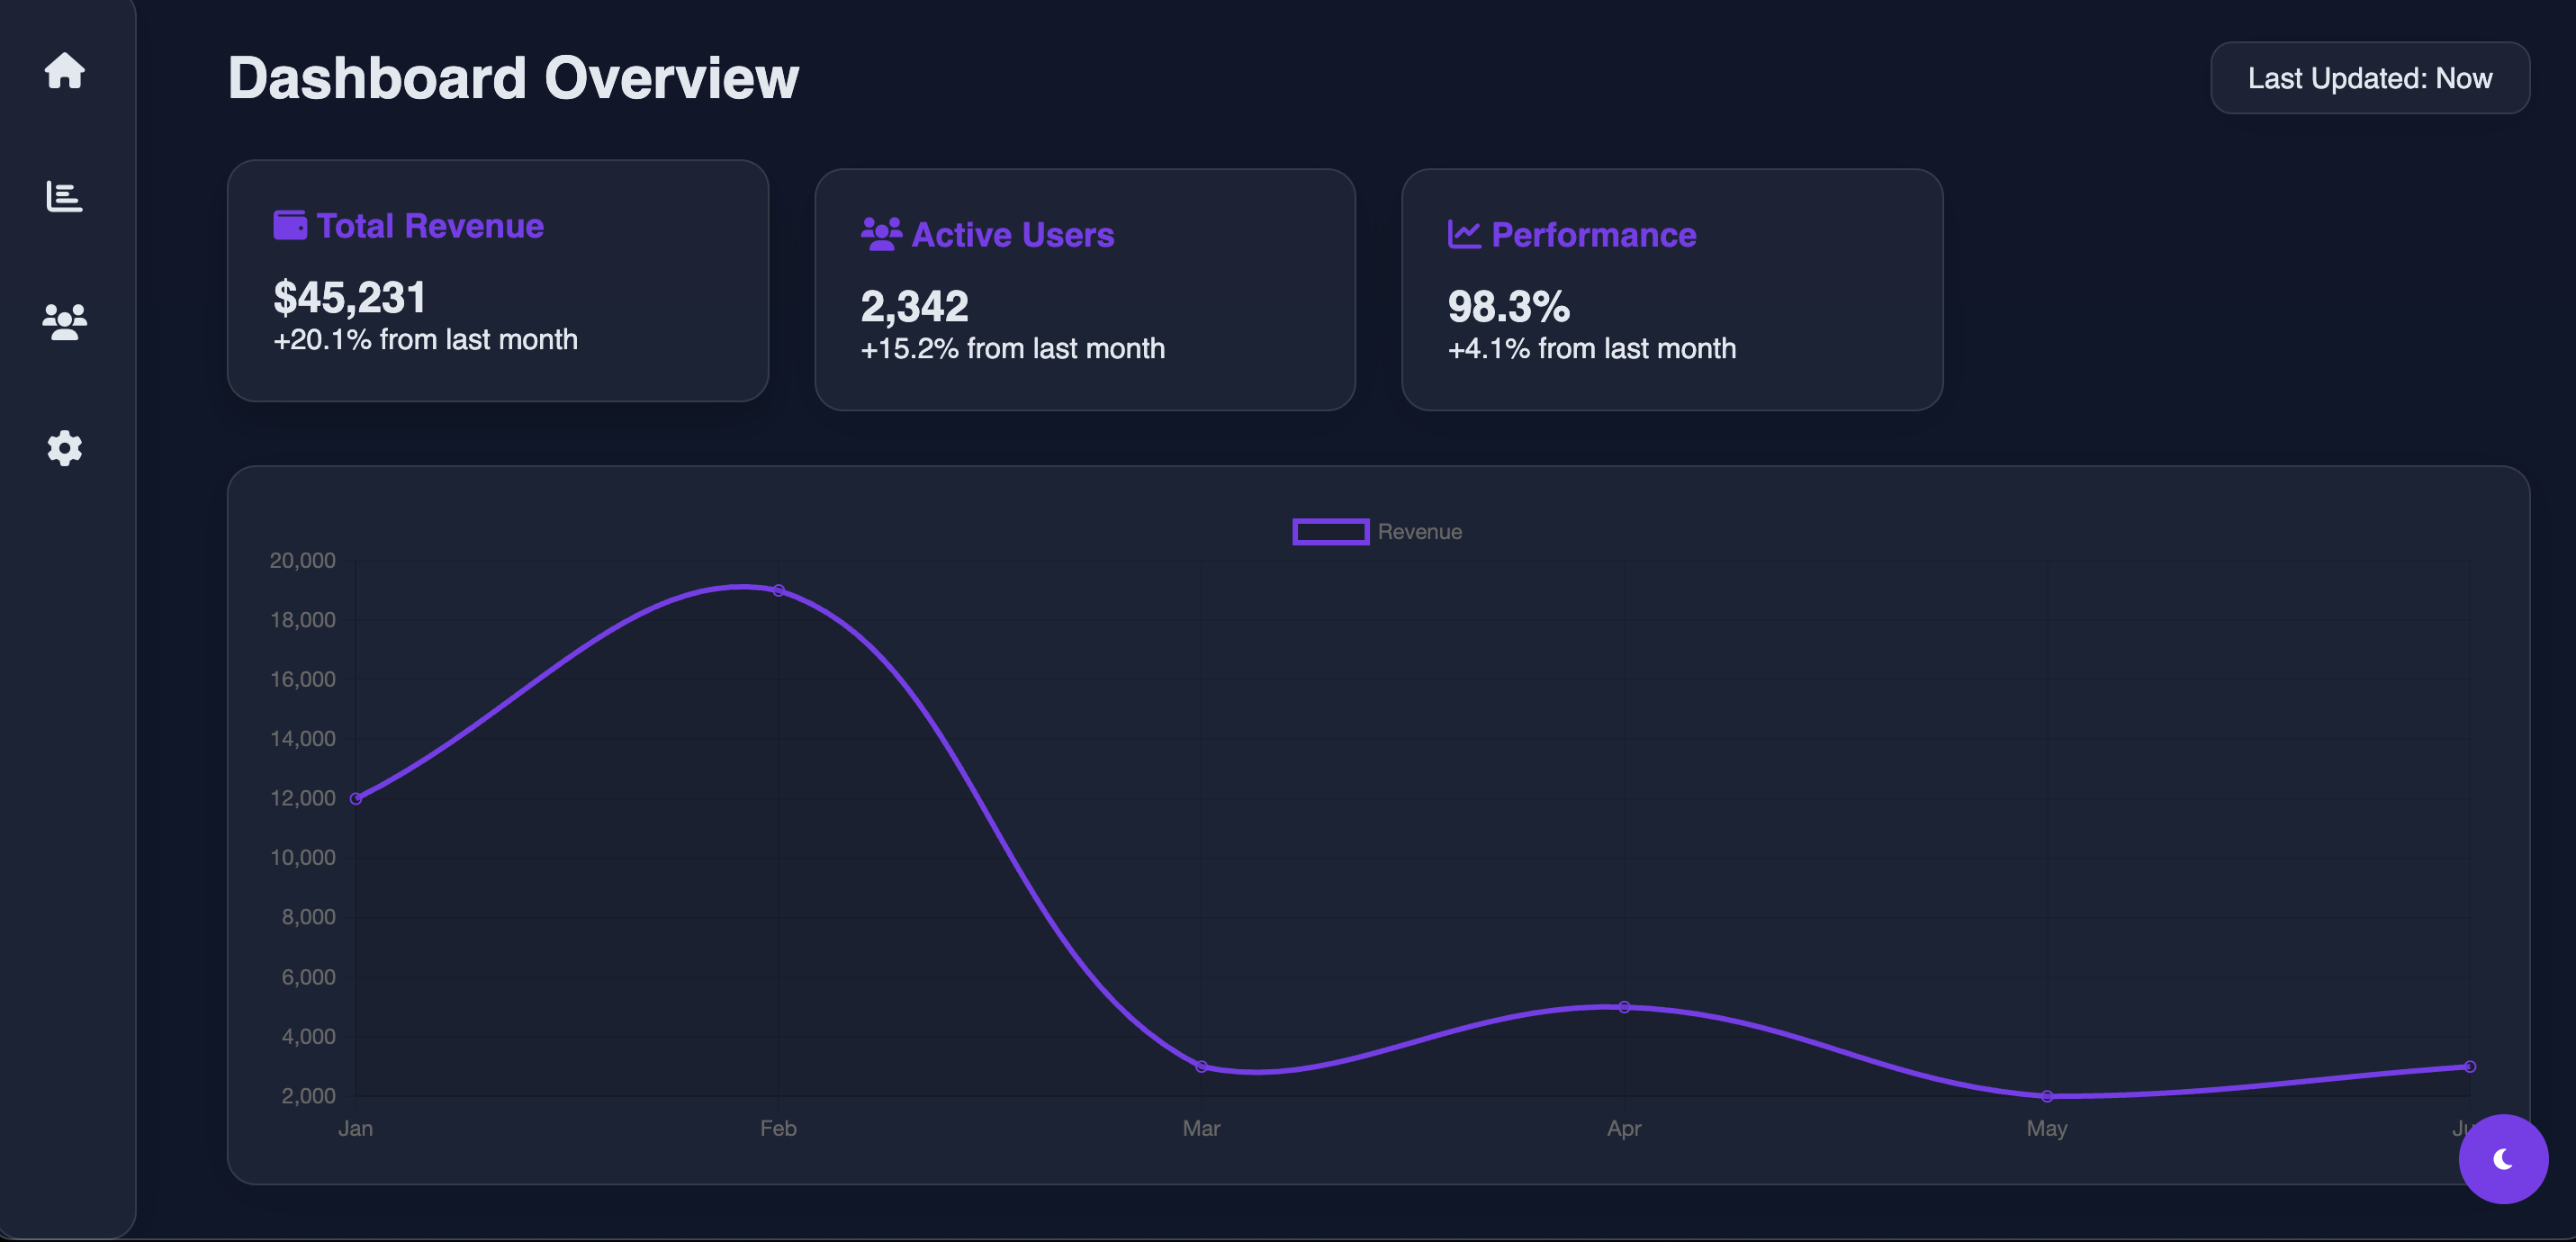 Dashboard Overview
Last Updated: Now
Total Revenue
$45,231
+20.1% from last month
Active Users
2,342
+15.2% from last month
Performance
98.3%
+4.1% from last month
Revenue
20,000
18,000
16,000
14,000
12,000
10,000
8,000
6,000
4,000
2,000
Jan Feb Mar Apr May